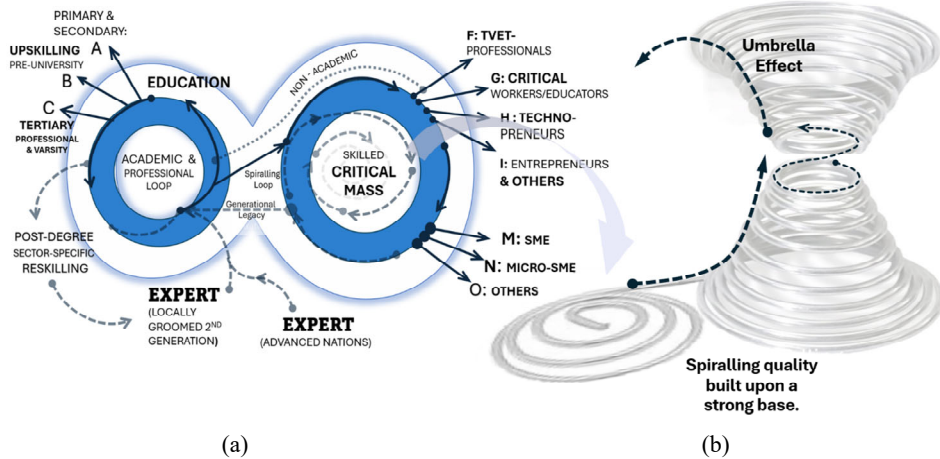 PRIMARY &
SECONDARY:
UPSKILLING A
PRE-UNIVERSITY
B
C
TERTIARY
PROFESSIONAL
& VARSITY
EDUCATION
ACADEMIC &
PROFESSIONAL
LOOP
POST-DEGREE
SECTOR-SPECIFIC
RESKILLING
EXPERT
(LOCALLY
GROOMED 2ND
GENERATION)
EXPERT
(ADVANCED NATIONS)
NON-ACADEMIC
Spiralling
Loop
Generational
Legacy
SKILLED
CRITICAL
MASS
F: TVET-
PROFESSIONALS
G: CRITICAL
WORKERS/EDUCATORS
H: TECHNO-
PRENEURS
I: ENTREPRENEURS
& OTHERS
M: SME
N: MICRO-SME
O: OTHERS
Umbrella
Effect
Spiralling quality
built upon a
strong base.
(a)
(b)